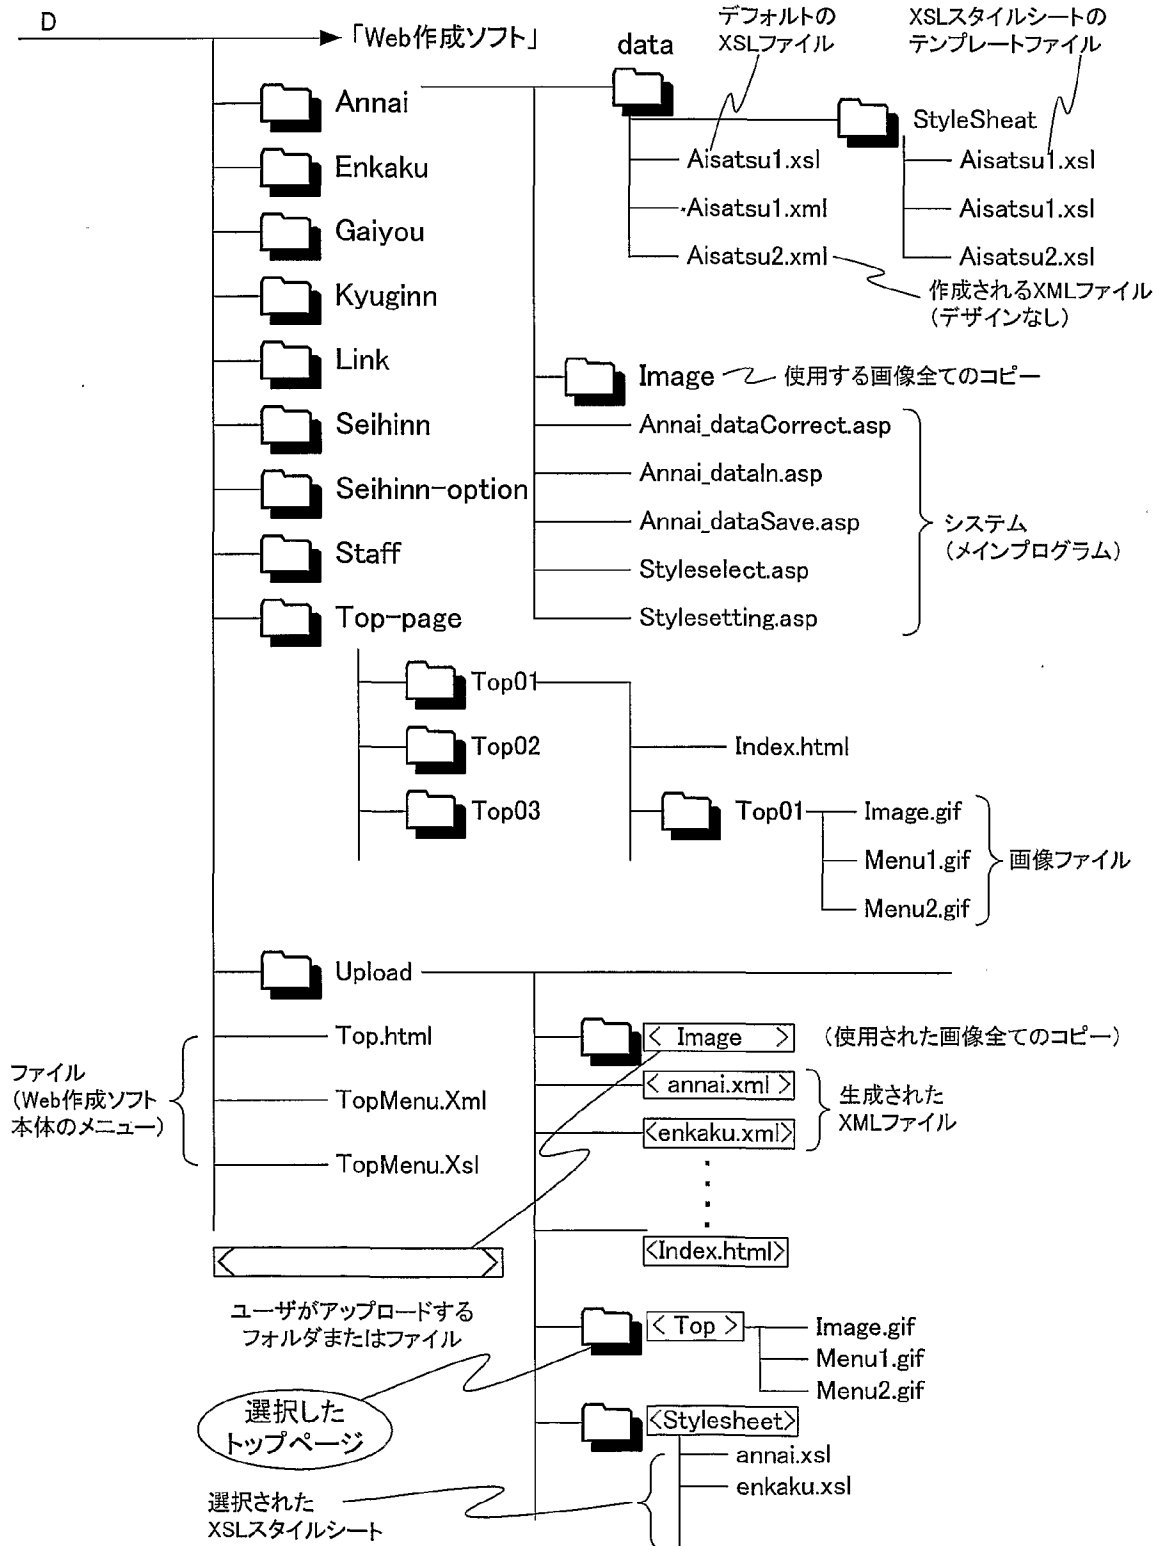 D
「Web作成ソフト」
デフォルトの
XSLファイル
XSLスタイルシートの
テンプレートファイル
data
Annai
StyleSheat
Aisatsu1.xsl
Aisatsu1.xsl
Enkaku
Aisatsu1.xml
Aisatsu1.xsl
Gaiyou
Aisatsu2.xml
Aisatsu2.xsl
作成されるXMLファイル
(デザインなし)
Kyuginn
Link
Image
使用する画像全てのコピー
Seihinn
Annai_dataCorrect.asp
Annai_dataIn.asp
Seihinn-option
Annai_dataSave.asp
システム
(メインプログラム)
Staff
Styleselect.asp
Top-page
Stylesetting.asp
Top01
Top02
Index.html
Top03
Top01
Image.gif
Menu1.gif
画像ファイル
Menu2.gif
Upload
Top.html
< Image >
(使用された画像全てのコピー)
ファイル
(Web作成ソフト
本体のメニュー)
< annai.xml >
生成された
XMLファイル
TopMenu.Xml
<enkaku.xml>
TopMenu.Xsl
<Index.html>
< >
ユーザがアップロードする
フォルダまたはファイル
< Top >
Image.gif
Menu1.gif
Menu2.gif
選択した
トップページ
<Stylesheet>
annai.xsl
enkaku.xsl
選択された
XSLスタイルシート